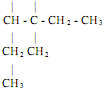 | |
CH - C - CH₂ - CH₃
| |
CH₂ CH₂
|
CH₃